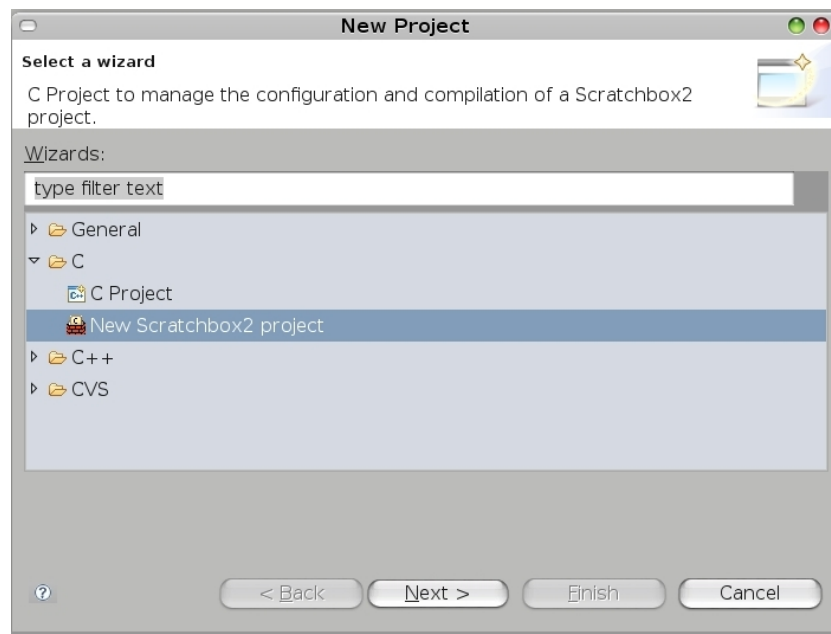 New Project
Select a wizard
C Project to manage the configuration and compilation of a Scratchbox2
project.
Wizards:
type filter text
General
C
C Project
New Scratchbox2 project
C++
CVS
< Back Next > Finish Cancel